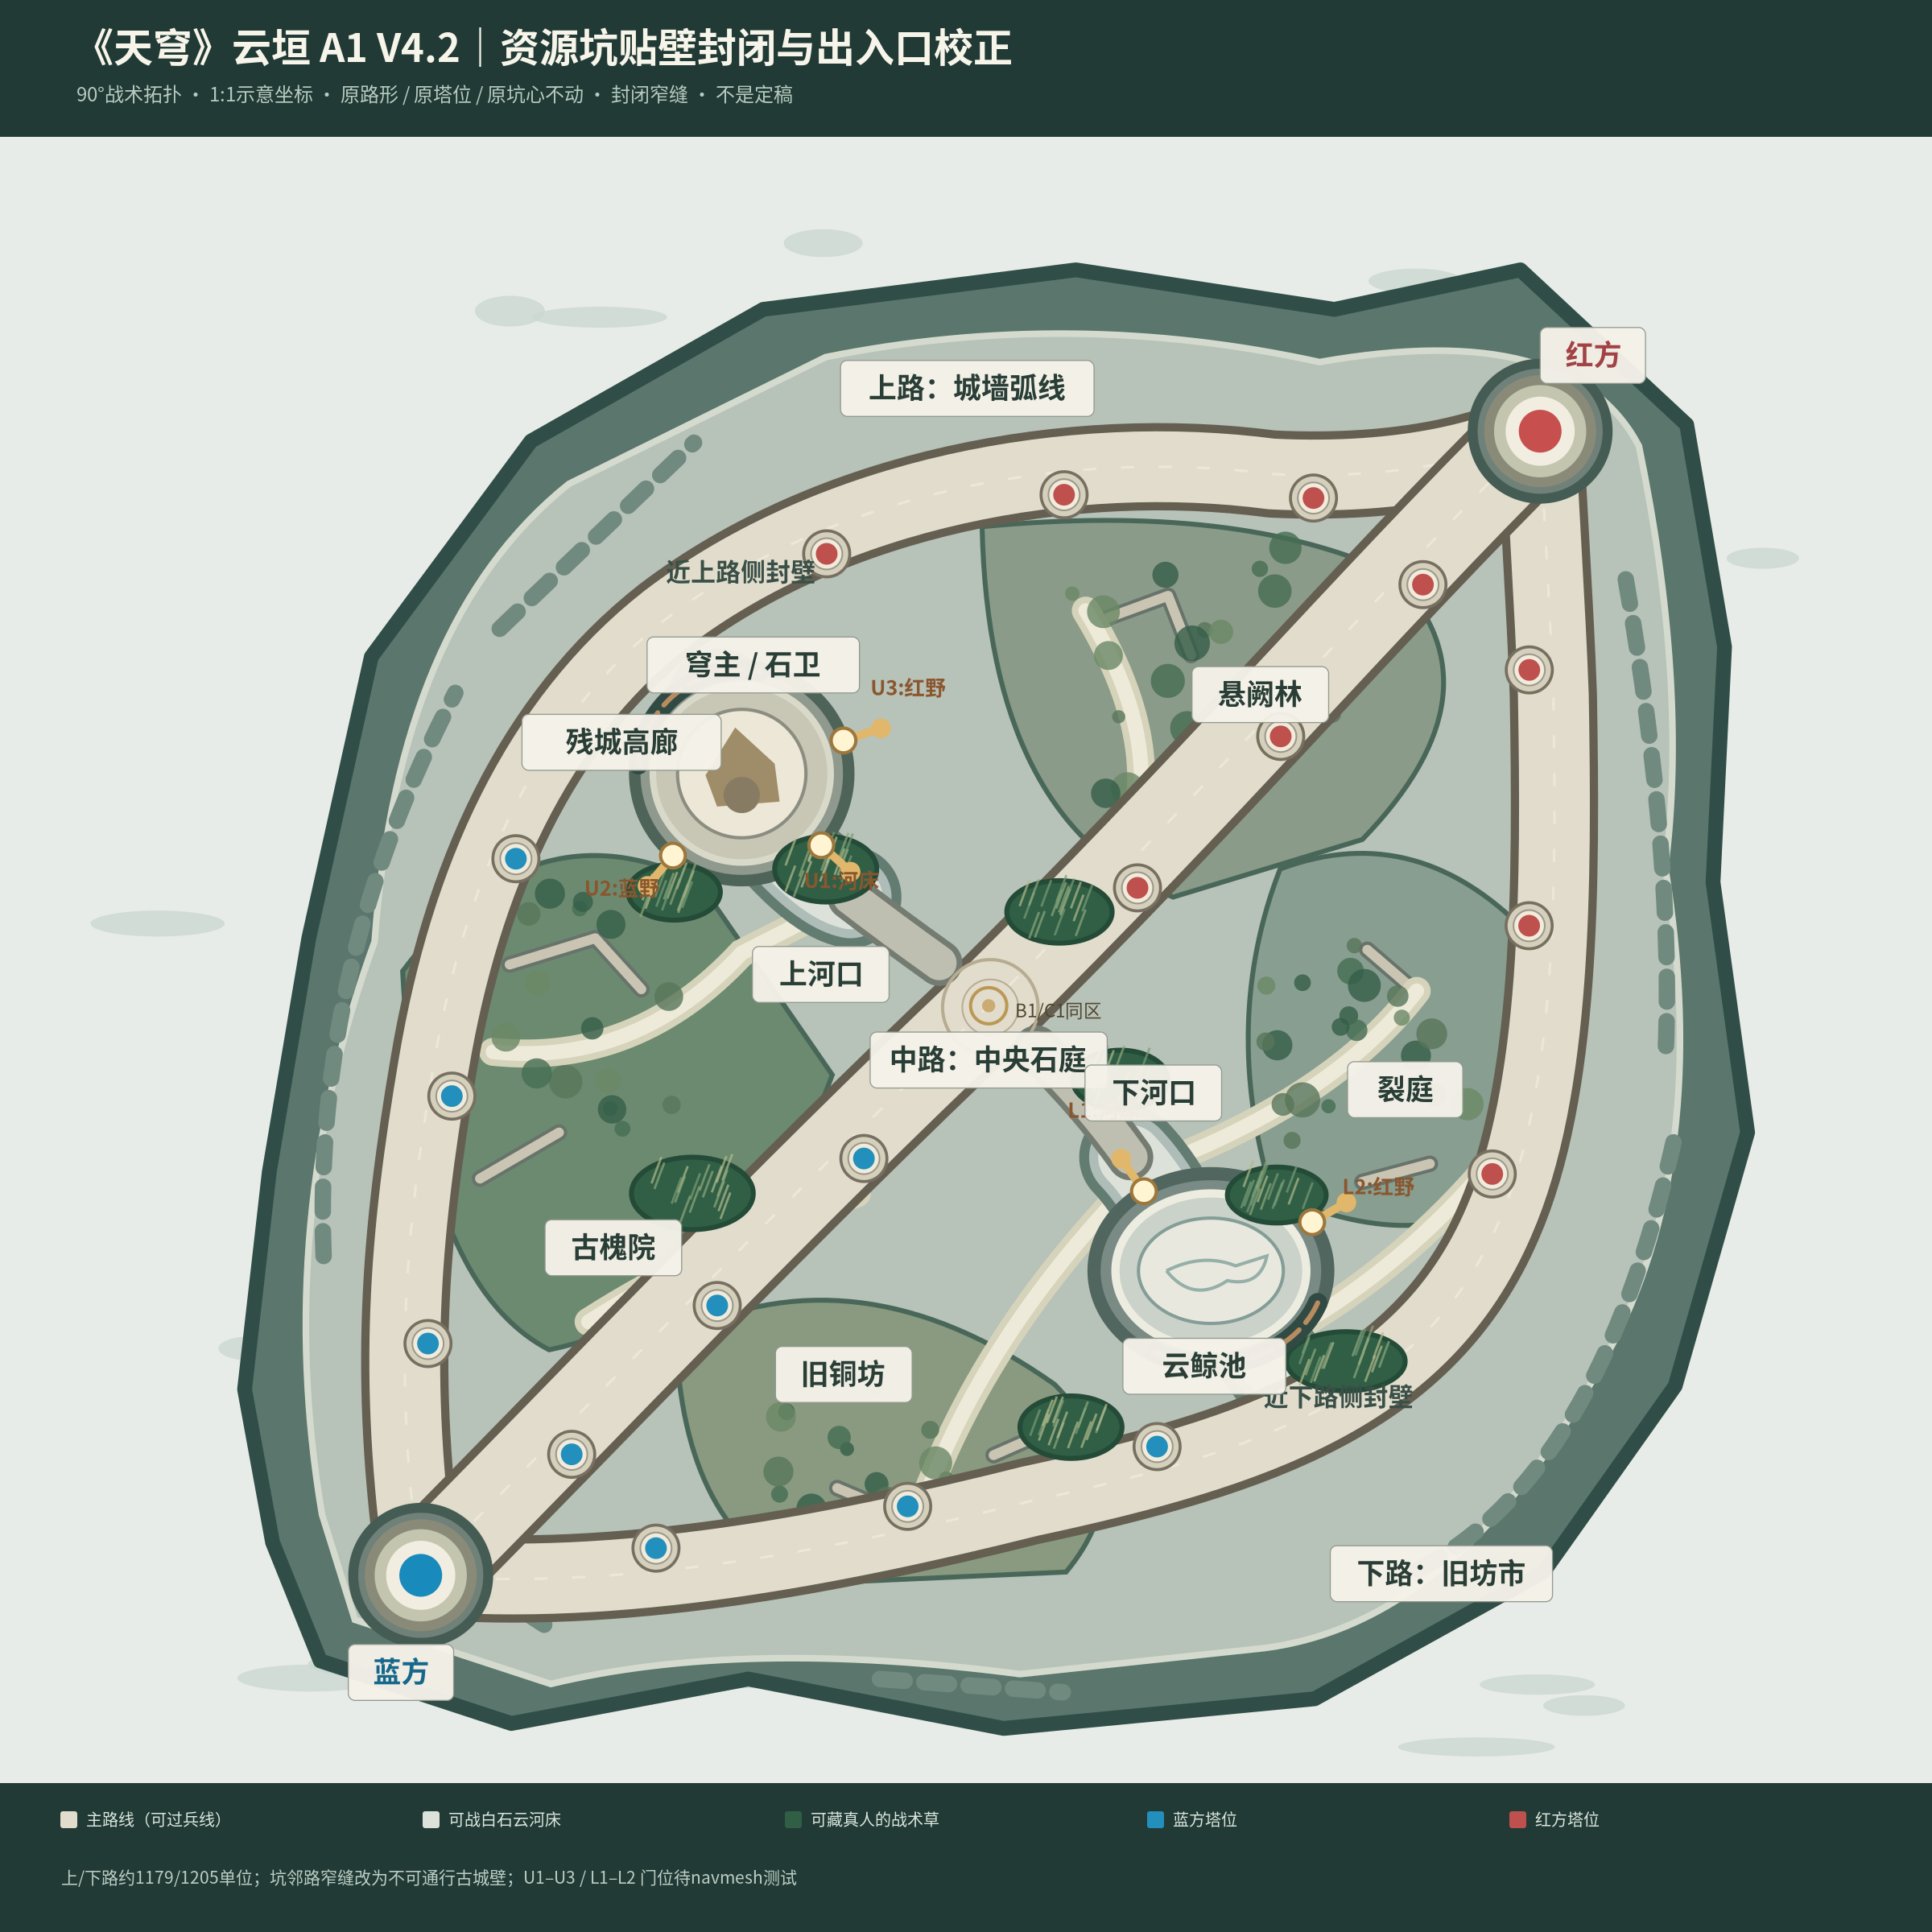 《天穹》云垣 A1 V4.2｜资源坑贴壁封闭与出入口校正
90°战术拓扑 · 1:1示意坐标 · 原路形 / 原塔位 / 原坑心不动 · 封闭窄缝 · 不是定稿
红方
上路：城墙弧线
近上路侧封壁
穹主 / 石卫
U3:红野
悬阙林
残城高廊
U2:蓝野
U1:河床
上河口
B1/C1同区
中路：中央石庭
下河口
裂庭
L2:红野
古槐院
旧铜坊
云鲸池
近下路侧封壁
下路：旧坊市
蓝方
主路线（可过兵线）
可战白石云河床
可藏真人的战术草
蓝方塔位
红方塔位
上/下路约1179/1205单位；坑邻路窄缝改为不可通行古城壁；U1–U3 / L1–L2 门位待navmesh测试